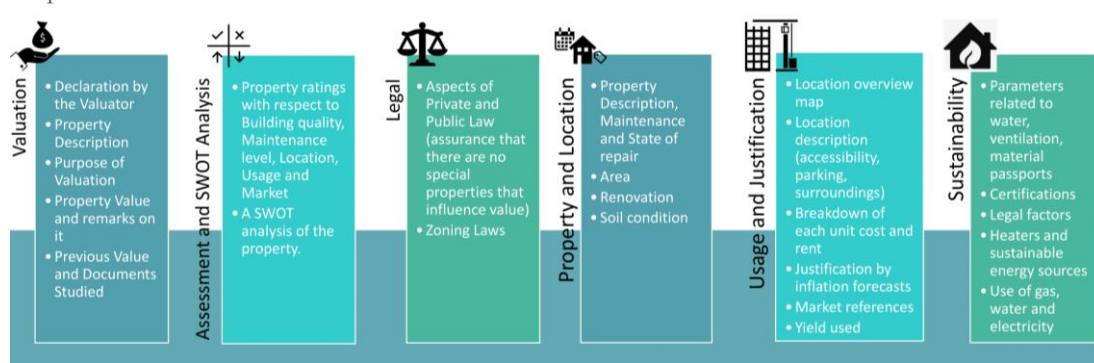 Valuation
• Declaration by
the Valuator
• Property
Description
• Purpose of
Valuation
• Property Value
and remarks on
it
• Previous Value
and Documents
Studied
Assessment and SWOT Analysis
• Property ratings
with respect to
Building quality,
Maintenance
level, Location,
Usage and
Market
• A SWOT
analysis of the
property.
Legal
• Aspects of
Private and
Public Law
(assurance that
there are no
special
properties that
influence value)
• Zoning Laws
Property and Location
• Property
Description,
Maintenance
and State of
repair
• Area
• Renovation
• Soil condition
Usage and Justification
• Location overview
map
• Location
description
(accessibility,
parking,
surroundings)
• Breakdown of
each unit cost and
rent
• Justification by
inflation forecasts
• Market references
• Yield used
Sustainability
• Parameters
related to
water,
ventilation,
material
passports
• Certifications
• Legal factors
• Heaters and
sustainable
energy sources
• Use of gas,
water and
electricity